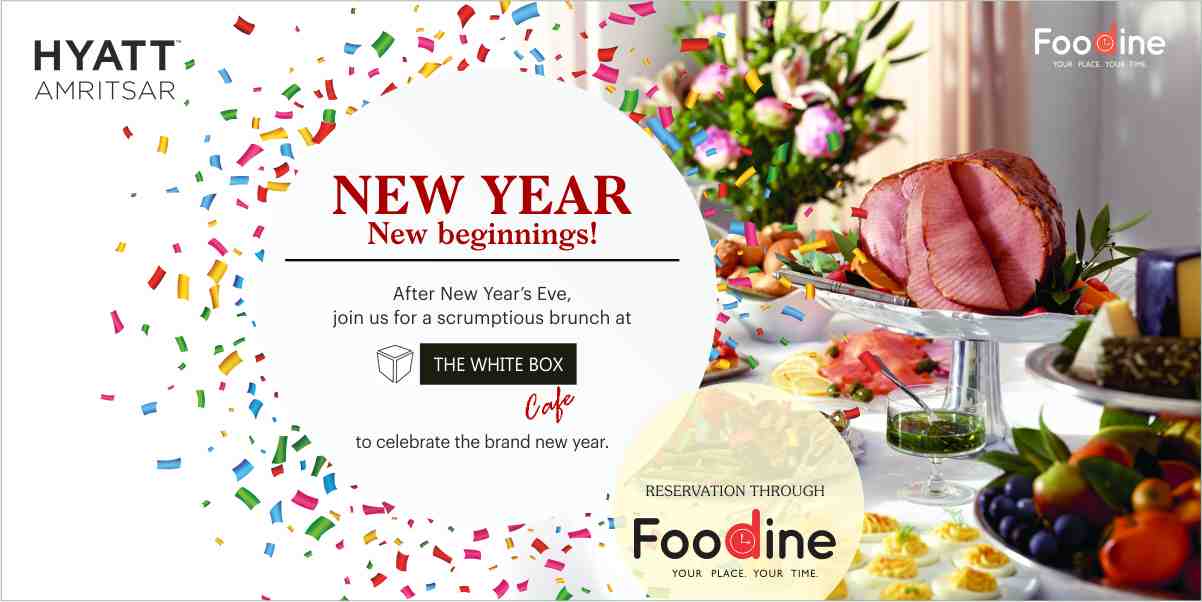 HYATT™
AMRITSAR
Foodine
YOUR PLACE. YOUR TIME.
NEW YEAR
New beginnings!
After New Year's Eve,
join us for a scrumptious brunch at
THE WHITE BOX
Cafe
to celebrate the brand new year.
RESERVATION THROUGH
Foodine
YOUR PLACE. YOUR TIME.